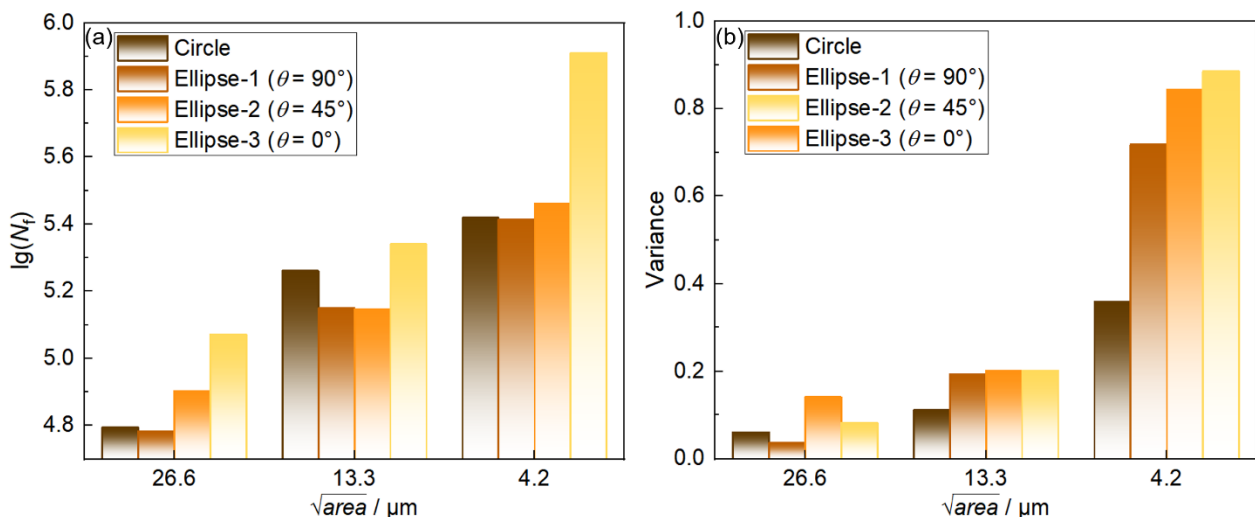 (a)
Circle
Ellipse-1 (θ = 90°)
Ellipse-2 (θ = 45°)
Ellipse-3 (θ = 0°)
6.0
5.8
5.6
5.4
5.2
5.0
4.8
lg(Nf)
26.6 13.3 4.2
√area / μm
(b)
Circle
Ellipse-1 (θ = 90°)
Ellipse-2 (θ = 45°)
Ellipse-3 (θ = 0°)
1.0
0.8
0.6
0.4
0.2
0.0
Variance
26.6 13.3 4.2
√area / μm